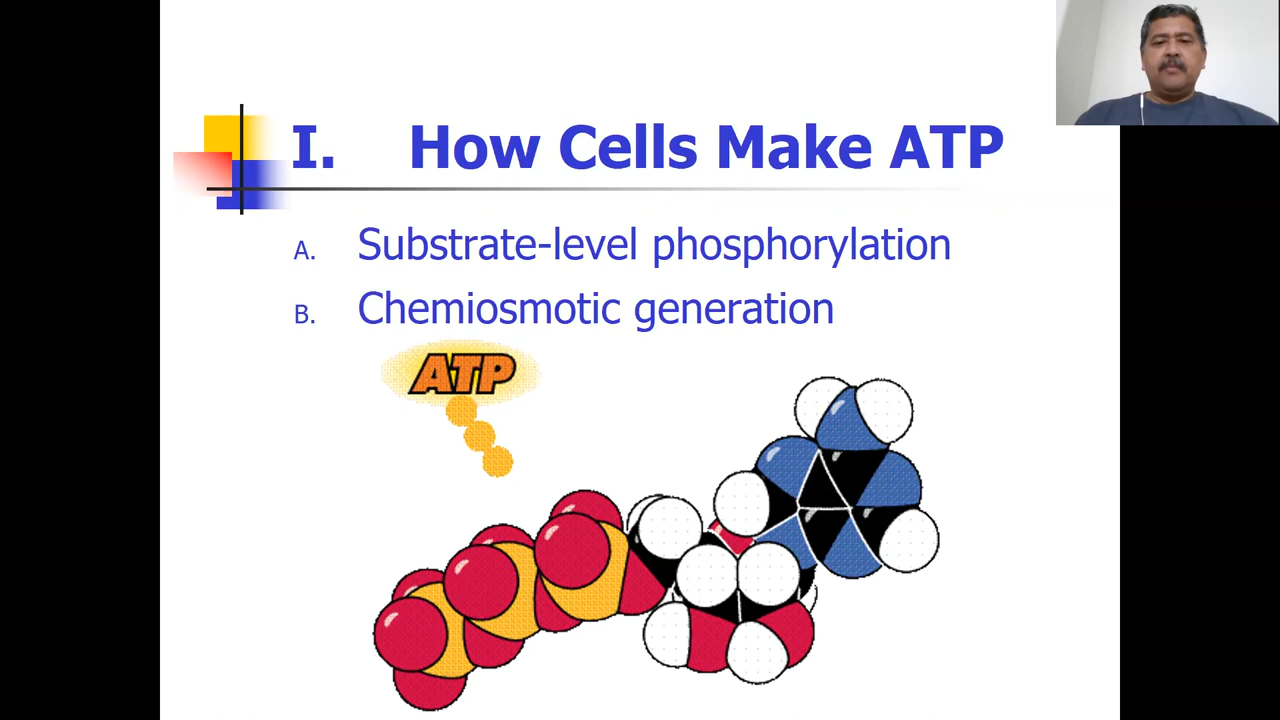 I. How Cells Make ATP
A. Substrate-level phosphorylation
B. Chemiosmotic generation
ATP